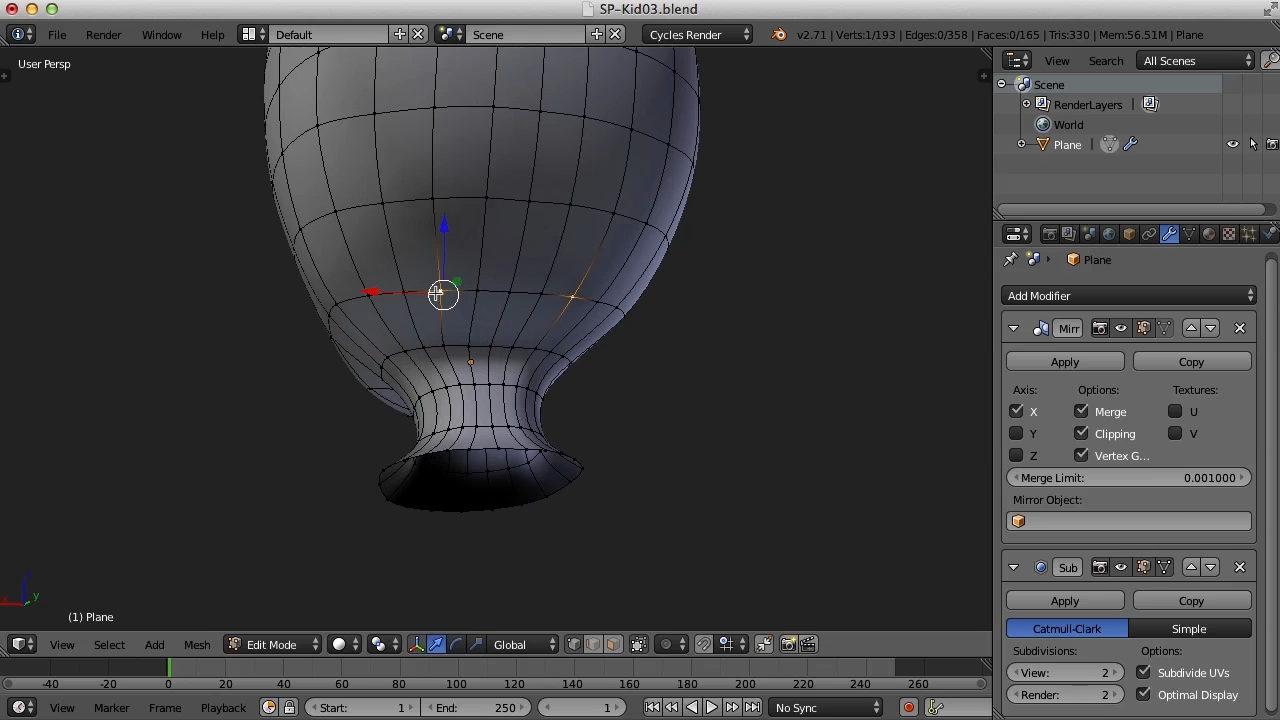 SP-Kid03.blend
File Render Window Help Default Scene Cycles Render v2.71 | Verts:1/193 | Edges:0/358 | Faces:0/165 | Tris:330 | Mem:56.51M | Plane
User Persp
View Search All Scenes
Scene
RenderLayers |
World
Plane |
Plane
Add Modifier
Mirr
Apply Copy
Axis: Options: Textures:
X Merge U
Y Clipping V
Z Vertex G...
Merge Limit: 0.001000
Mirror Object:
Sub
Apply Copy
Catmull-Clark Simple
Subdivisions: Options:
View: 2 Subdivide UVs
Render: 2 Optimal Display
x y
(1) Plane
View Select Add Mesh Edit Mode Global
-40 -20 0 20 40 60 80 100 120 140 160 180 200 220 240 260
View Marker Frame Playback Start: 1 End: 250 1 No Sync